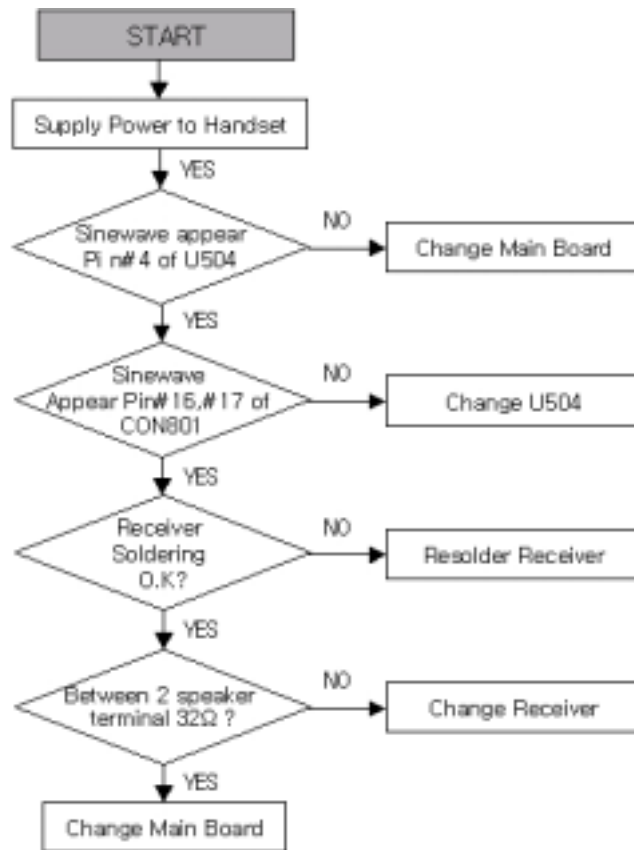 START
Supply Power to Handset
YES
Sinewave appear
Pi n# 4 of U504
NO
Change Main Board
YES
Sinewave
Appear Pin# 16,# 17 of
CON801
NO
Change U504
YES
Receiver
Soldering
O.K?
NO
Resolder Receiver
YES
Between 2 speaker
terminal 32Ω ?
NO
Change Receiver
YES
Change Main Board